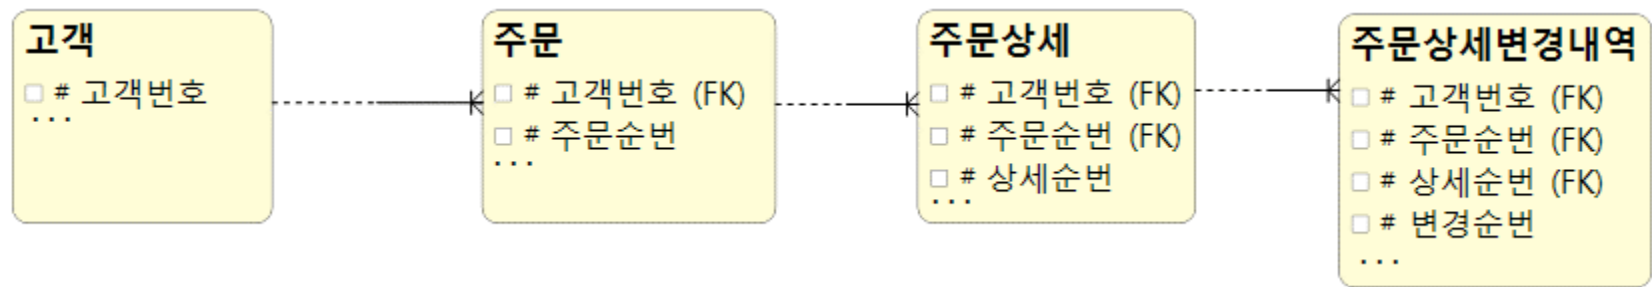 고객
# 고객번호
...
주문
# 고객번호 (FK)
# 주문순번
...
주문상세
# 고객번호 (FK)
# 주문순번 (FK)
# 상세순번
...
주문상세변경내역
# 고객번호 (FK)
# 주문순번 (FK)
# 상세순번 (FK)
# 변경순번
...